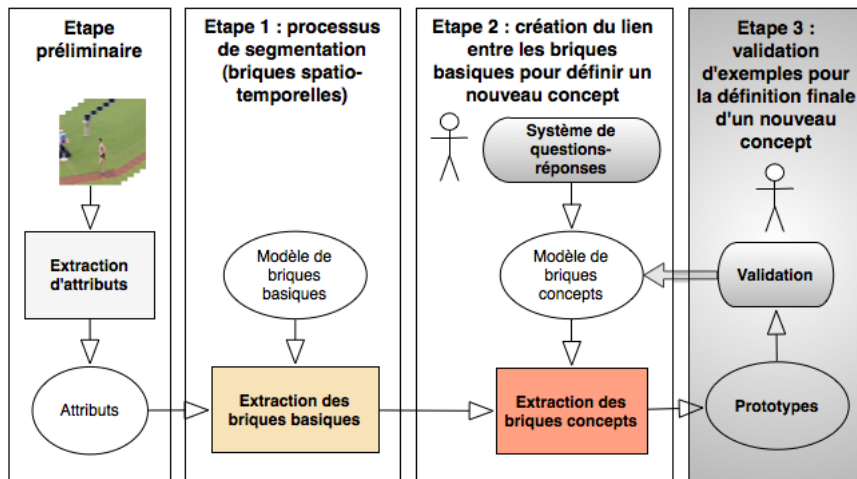 Etape
préliminaire
Extraction
d'attributs
Attributs
Etape 1 : processus
de segmentation
(briques spatio-
temporelles)
Modèle de
briques
basiques
Extraction des
briques basiques
Etape 2 : création du lien
entre les briques
basiques pour définir un
nouveau concept
Système de
questions-
réponses
Modèle de
briques
concepts
Extraction des
briques concepts
Etape 3 :
validation
d'exemples pour
la définition finale
d'un nouveau
concept
Validation
Prototypes